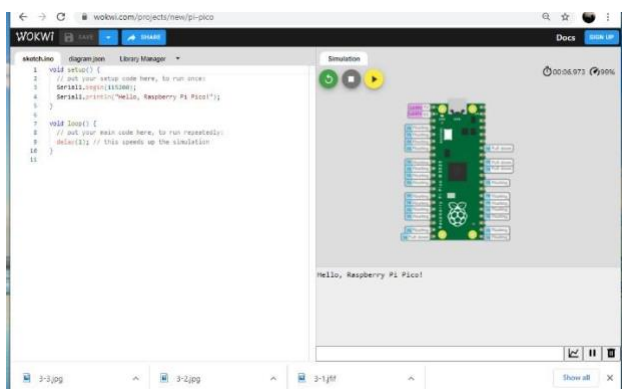 wokwi.com/projects/new/pi-pico
WOKWI SAVE SHARE Docs SIGN UP
sketch.ino diagram.json Library Manager
1 void setup() {
2 // put your setup code here, to run once:
3 Serial1.begin(115200);
4 Serial1.println("Hello, Raspberry Pi Pico!");
5 }
6
7 void loop() {
8 // put your main code here, to run repeatedly:
9 delay(1); // this speeds up the simulation
10 }
11
Simulation
00:06.973 99%
Raspberry Pi Pico
Hello, Raspberry Pi Pico!
3-3.jpg 3-2.jpg 3-1.jfif Show all